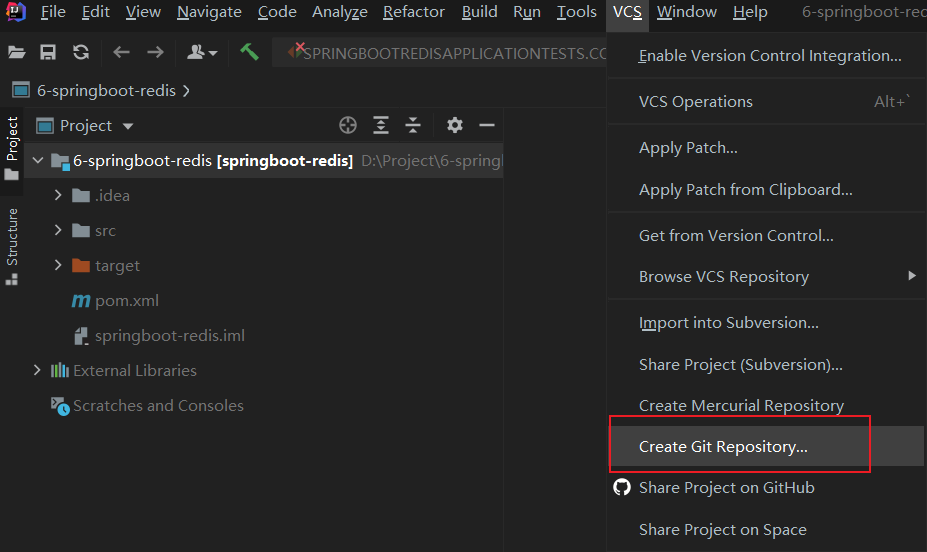 File Edit View Navigate Code Analyze Refactor Build Run Tools VCS Window Help 6-springboot-rec
SPRINGBOOTREDISAPPLICATIONTESTS.CO
6-springboot-redis
Project
Project
Structure
6-springboot-redis [springboot-redis] D:\Project\6-springl
.idea
src
target
pom.xml
springboot-redis.iml
External Libraries
Scratches and Consoles
Enable Version Control Integration...
VCS Operations Alt+`
Apply Patch...
Apply Patch from Clipboard...
Get from Version Control...
Browse VCS Repository
Import into Subversion...
Share Project (Subversion)...
Create Mercurial Repository
Create Git Repository...
Share Project on GitHub
Share Project on Space